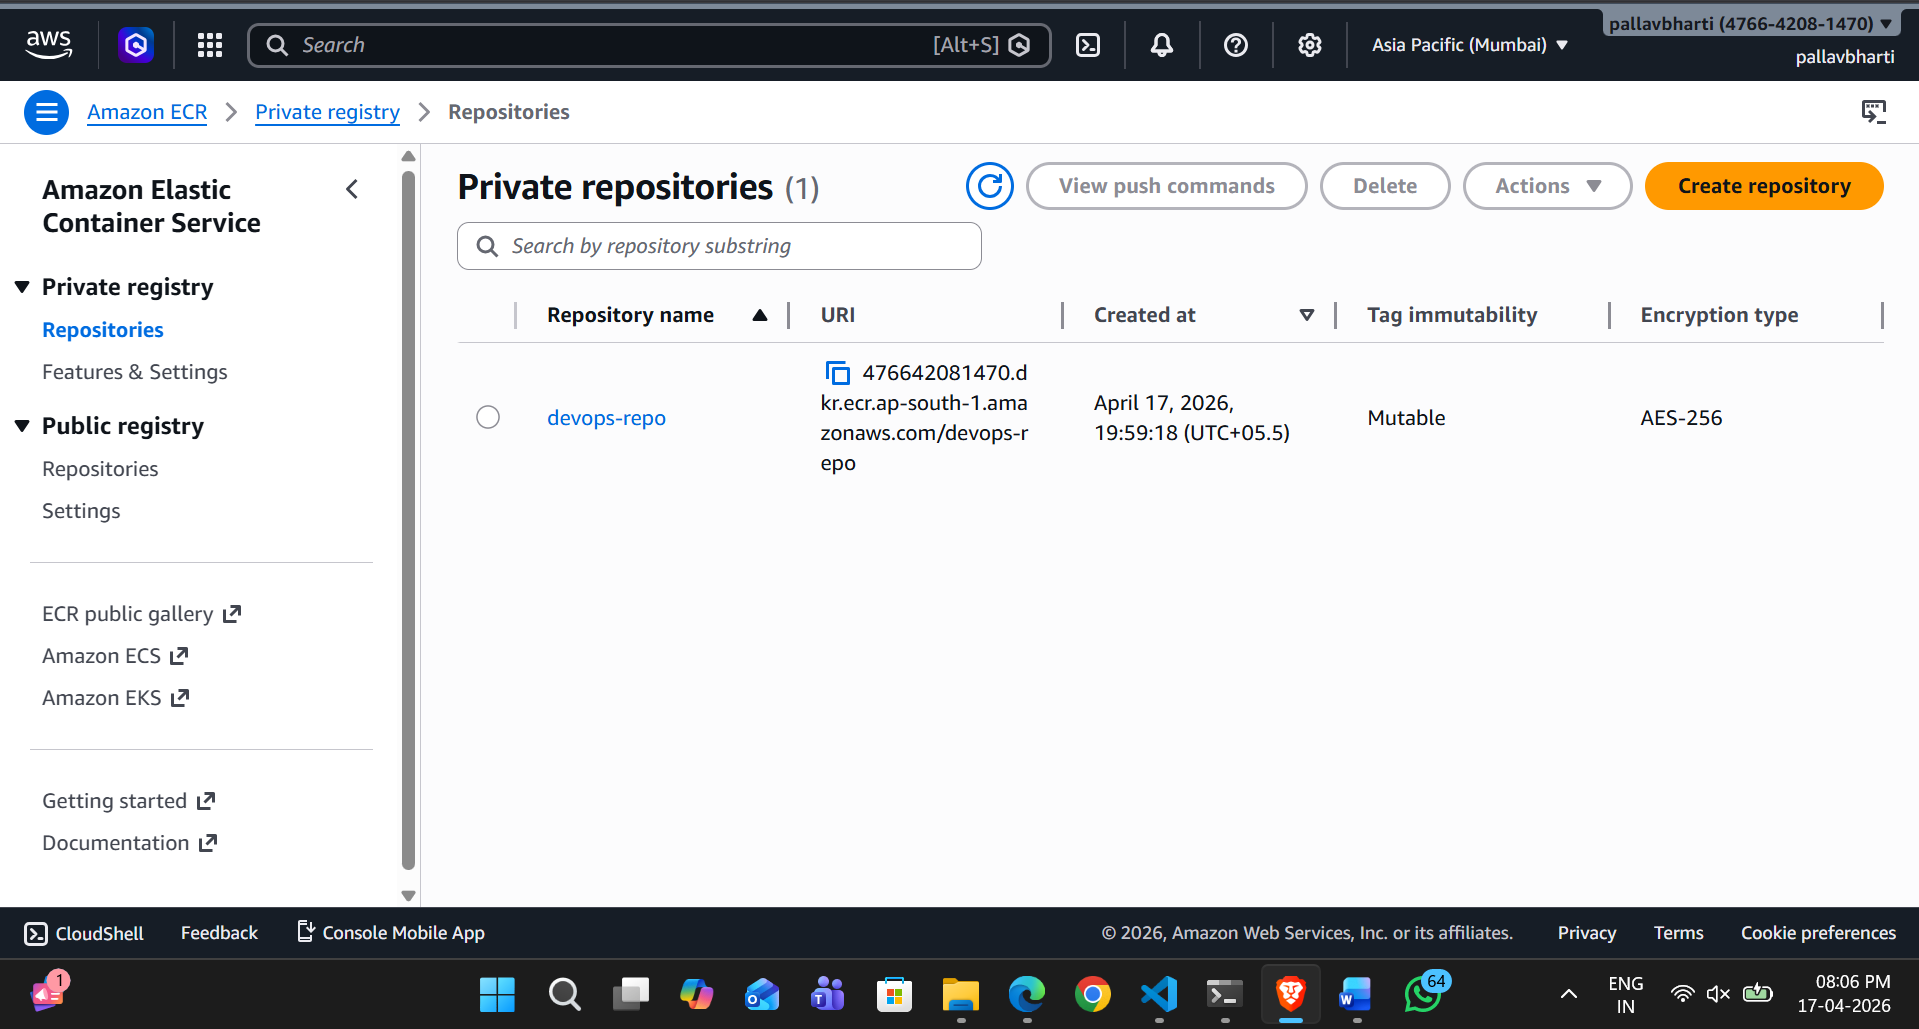 aws
Search
[Alt+S]
Asia Pacific (Mumbai)
pallavbharti (4766-4208-1470)
pallavbharti
Amazon ECR
Private registry
Repositories
Amazon Elastic
Container Service
Private registry
Repositories
Features & Settings
Public registry
Repositories
Settings
ECR public gallery
Amazon ECS
Amazon EKS
Getting started
Documentation
Private repositories (1)
View push commands
Delete
Actions
Create repository
Search by repository substring
Repository name
URI
Created at
Tag immutability
Encryption type
devops-repo
476642081470.d
kr.ecr.ap-south-1.ama
zonaws.com/devops-r
epo
April 17, 2026,
19:59:18 (UTC+05.5)
Mutable
AES-256
CloudShell
Feedback
Console Mobile App
© 2026, Amazon Web Services, Inc. or its affiliates.
Privacy
Terms
Cookie preferences
1
64
ENG
IN
08:06 PM
17-04-2026